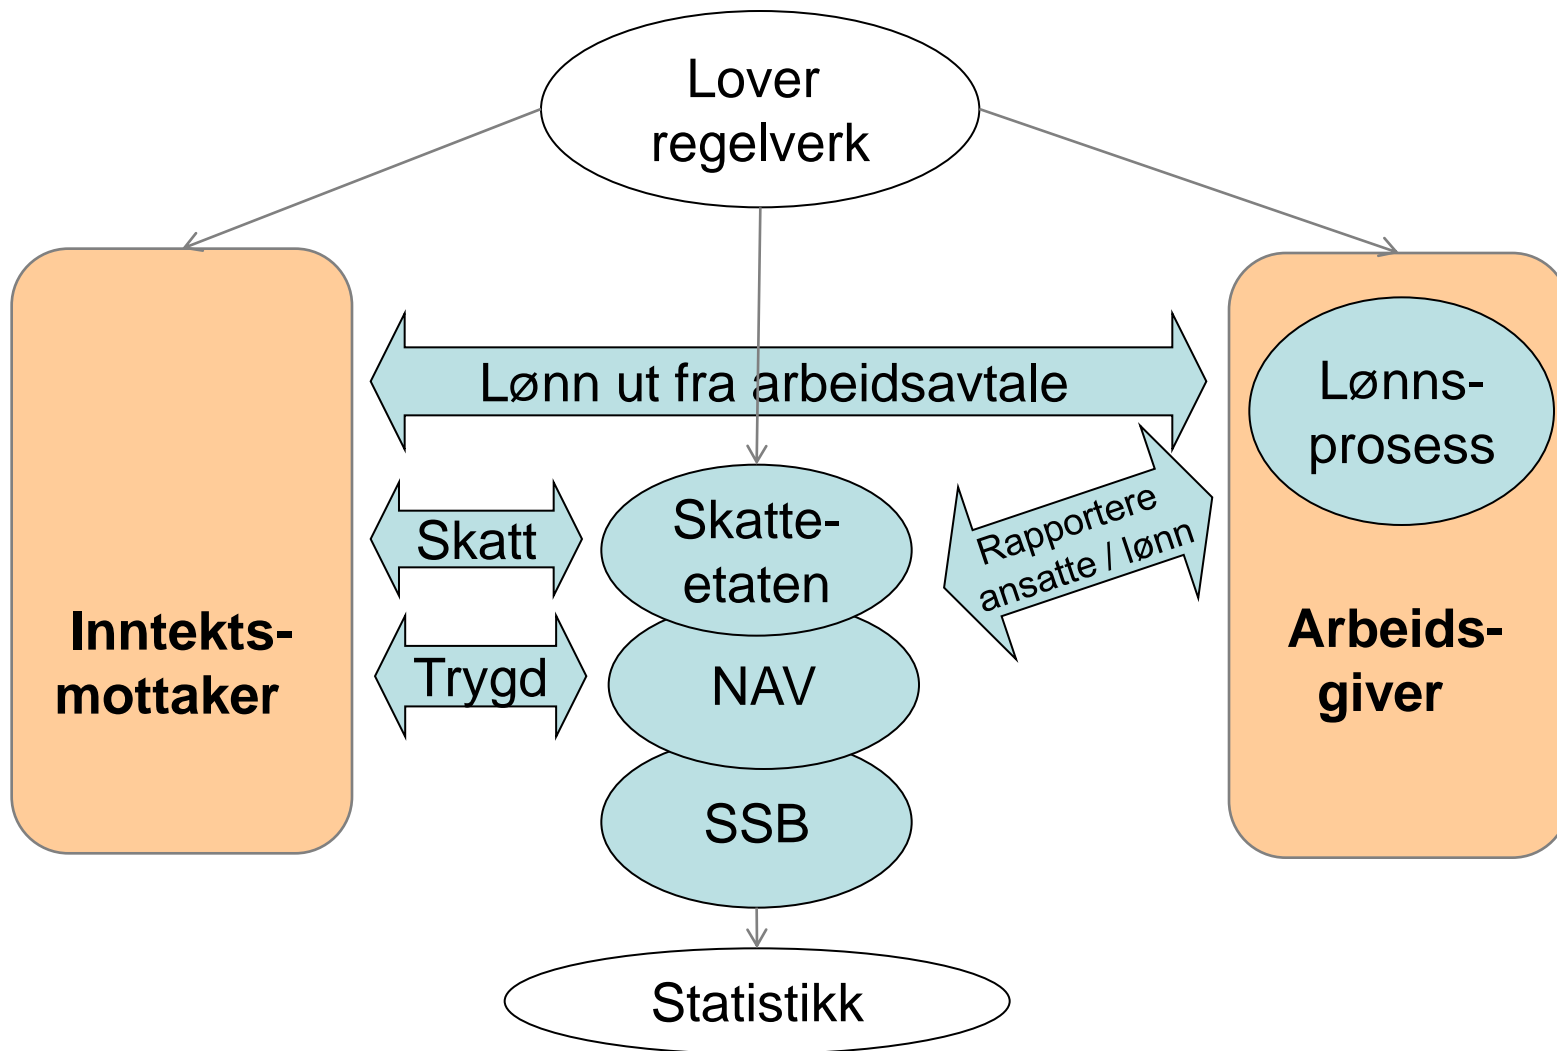 Lover
regelverk
Lønn ut fra arbeidsavtale
Lønns-
prosess
Skatt
Skatte-
etaten
Rapportere
ansatte / lønn
Inntekts-
mottaker
Trygd
NAV
Arbeids-
giver
SSB
Statistikk